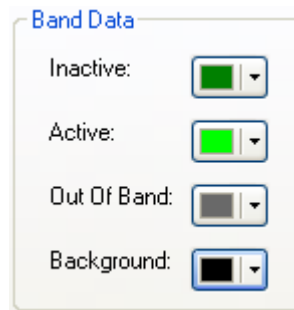 Band Data
Inactive:
Active:
Out Of Band:
Background: